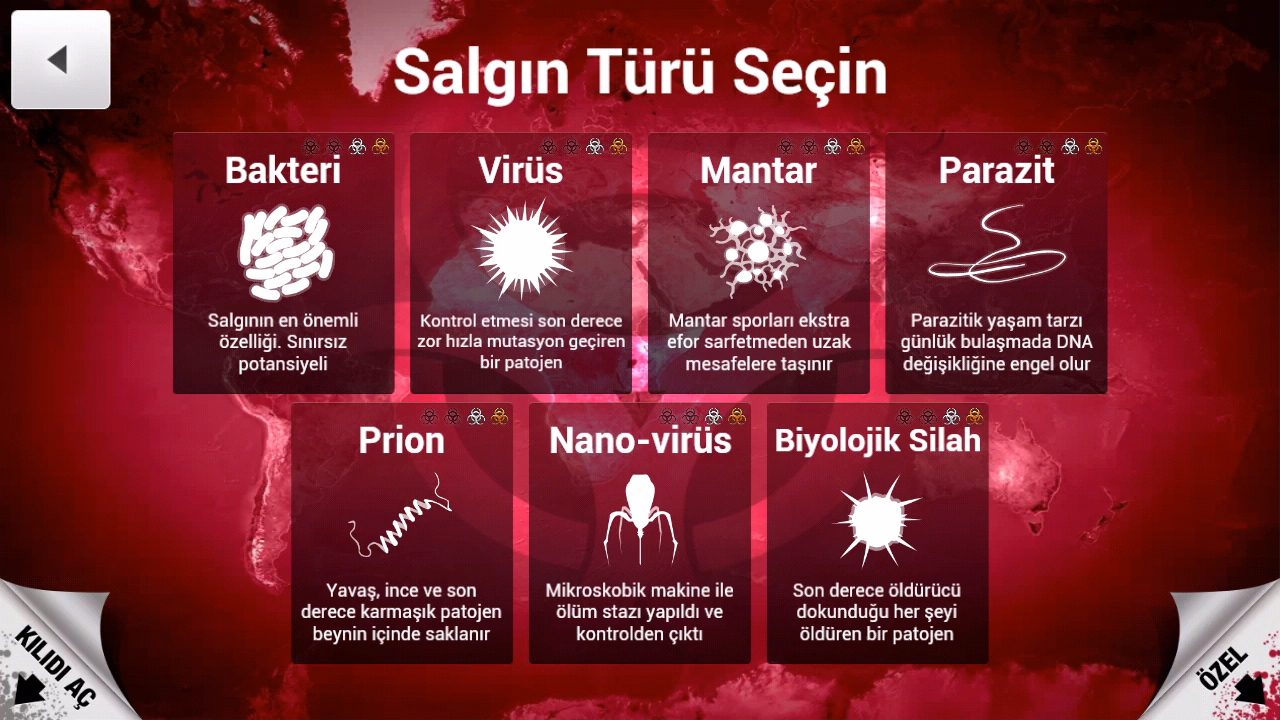 Salgın Türü Seçin
Bakteri
Salgının en önemli
özelliği. Sınırsız
potansiyeli
Virüs
Kontrol etmesi son derece
zor hızla mutasyon geçiren
bir patojen
Mantar
Mantar sporları ekstra
efor sarfetmeden uzak
mesafelere taşınır
Parazit
Parazitik yaşam tarzı
günlük bulaşmada DNA
değişikliğine engel olur
Prion
Yavaş, ince ve son
derece karmaşık patojen
beynin içinde saklanır
Nano-virüs
Mikroskobik makine ile
ölüm stazı yapıldı ve
kontrolden çıktı
Biyolojik Silah
Son derece öldürücü
dokunduğu her şeyi
öldüren bir patojen
KILIDI AÇ
ÖZEL